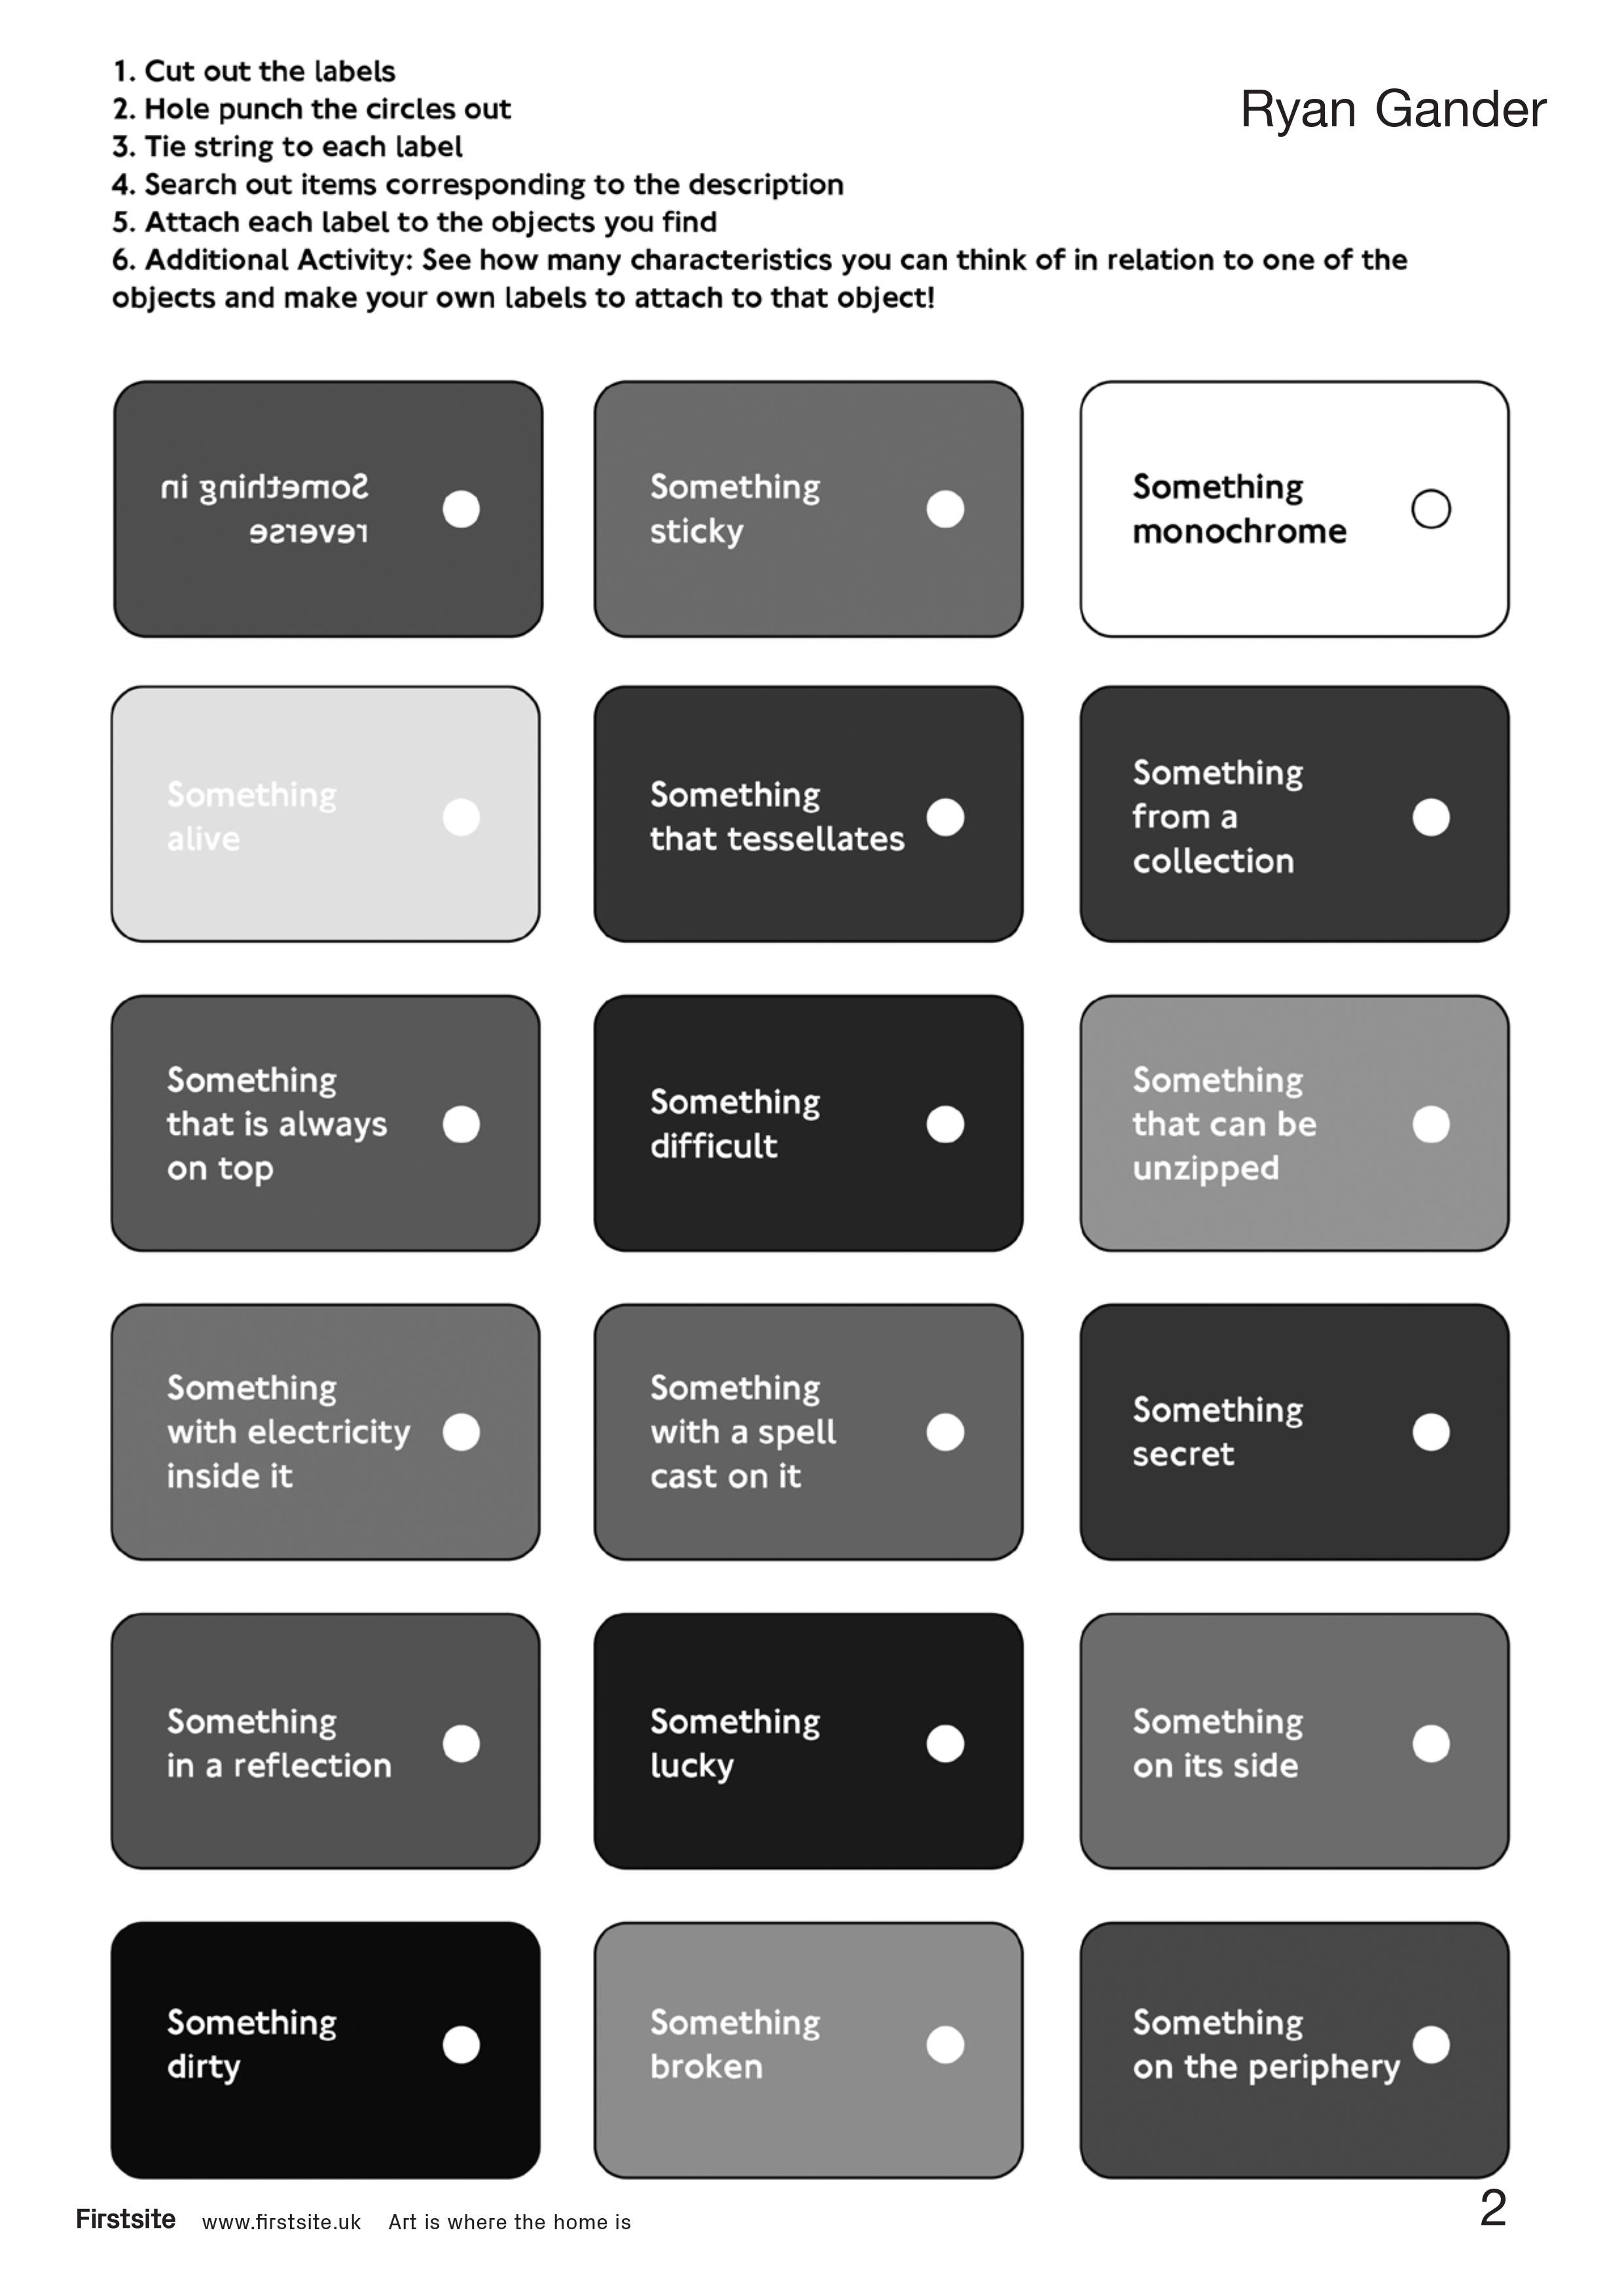 Ryan Gander
1. Cut out the labels
2. Hole punch the circles out
3. Tie string to each label
4. Search out items corresponding to the description
5. Attach each label to the objects you find
6. Additional Activity: See how many characteristics you can think of in relation to one of the
objects and make your own labels to attach to that object!
Something in
reverse
Something
sticky
Something
monochrome
Something
alive
Something
that tessellates
Something
from a
collection
Something
that is always
on top
Something
difficult
Something
that can be
unzipped
Something
with electricity
inside it
Something
with a spell
cast on it
Something
secret
Something
in a reflection
Something
lucky
Something
on its side
Something
dirty
Something
broken
Something
on the periphery
Firstsite www.firstsite.uk Art is where the home is
2